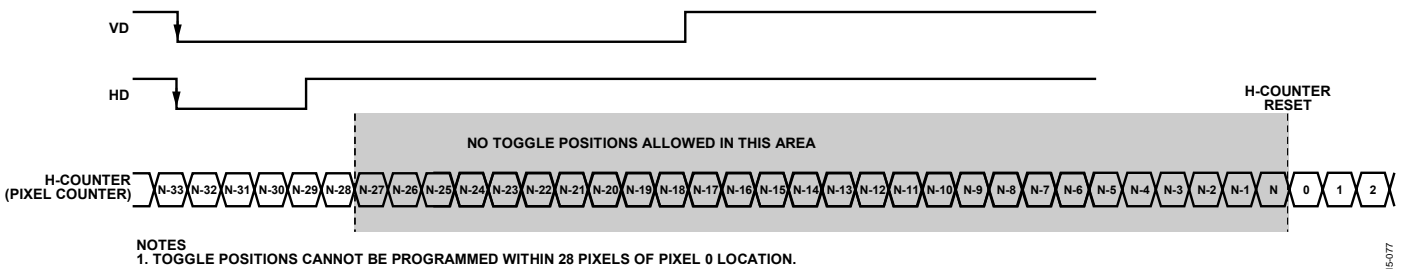 VD
HD
H-COUNTER
RESET
NO TOGGLE POSITIONS ALLOWED IN THIS AREA
H-COUNTER
(PIXEL COUNTER)
N-33 N-32 N-31 N-30 N-29 N-28 N-27 N-26 N-25 N-24 N-23 N-22 N-21 N-20 N-19 N-18 N-17 N-16 N-15 N-14 N-13 N-12 N-11 N-10 N-9 N-8 N-7 N-6 N-5 N-4 N-3 N-2 N-1 N 0 1 2
NOTES
1. TOGGLE POSITIONS CANNOT BE PROGRAMMED WITHIN 28 PIXELS OF PIXEL 0 LOCATION.
5-077